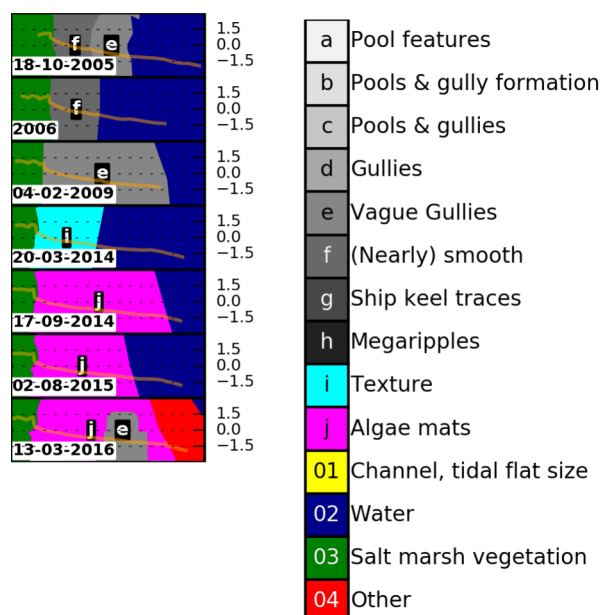 f e
18-10-2005
1.5
0.0
−1.5
f
2006
1.5
0.0
−1.5
e
04-02-2009
1.5
0.0
−1.5
i
20-03-2014
1.5
0.0
−1.5
j
17-09-2014
1.5
0.0
−1.5
j
02-08-2015
1.5
0.0
−1.5
j e
13-03-2016
1.5
0.0
−1.5
a Pool features
b Pools & gully formation
c Pools & gullies
d Gullies
e Vague Gullies
f (Nearly) smooth
g Ship keel traces
h Megaripples
i Texture
j Algae mats
01 Channel, tidal flat size
02 Water
03 Salt marsh vegetation
04 Other